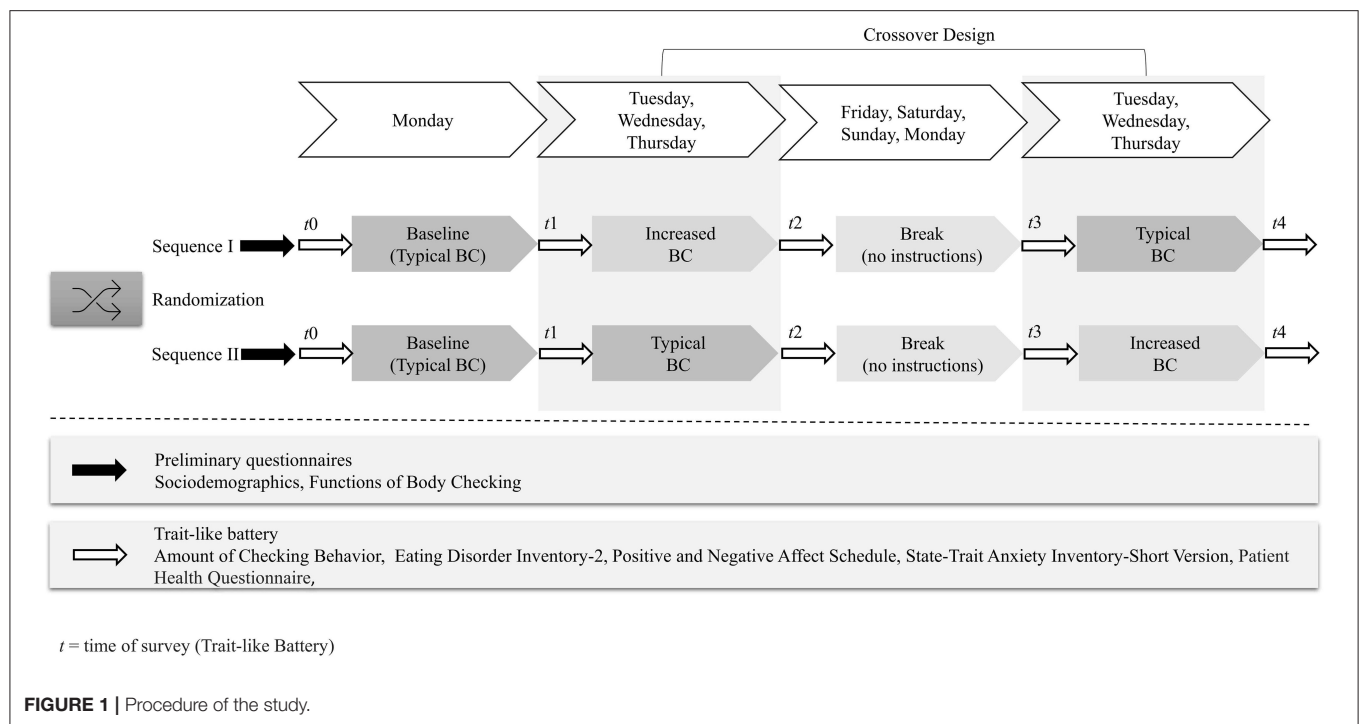 Crossover Design
Monday
Tuesday,
Wednesday,
Thursday
Friday, Saturday,
Sunday, Monday
Tuesday,
Wednesday,
Thursday
Sequence I
t0
Baseline
(Typical BC)
t1
Increased
BC
t2
Break
(no instructions)
t3
Typical
BC
t4
Randomization
Sequence II
t0
Baseline
(Typical BC)
t1
Typical
BC
t2
Break
(no instructions)
t3
Increased
BC
t4
Preliminary questionnaires
Sociodemographics, Functions of Body Checking
Trait-like battery
Amount of Checking Behavior, Eating Disorder Inventory-2, Positive and Negative Affect Schedule, State-Trait Anxiety Inventory-Short Version, Patient
Health Questionnaire,
t = time of survey (Trait-like Battery)
FIGURE 1 | Procedure of the study.